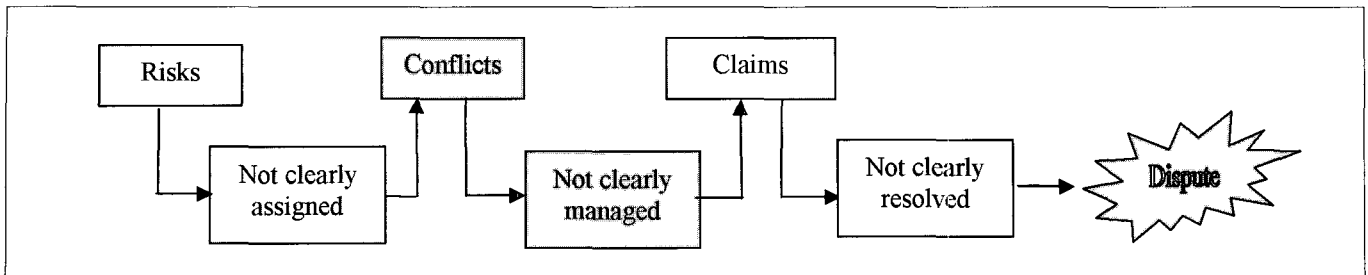 Risks
Not clearly
assigned
Conflicts
Not clearly
managed
Claims
Not clearly
resolved
Dispute